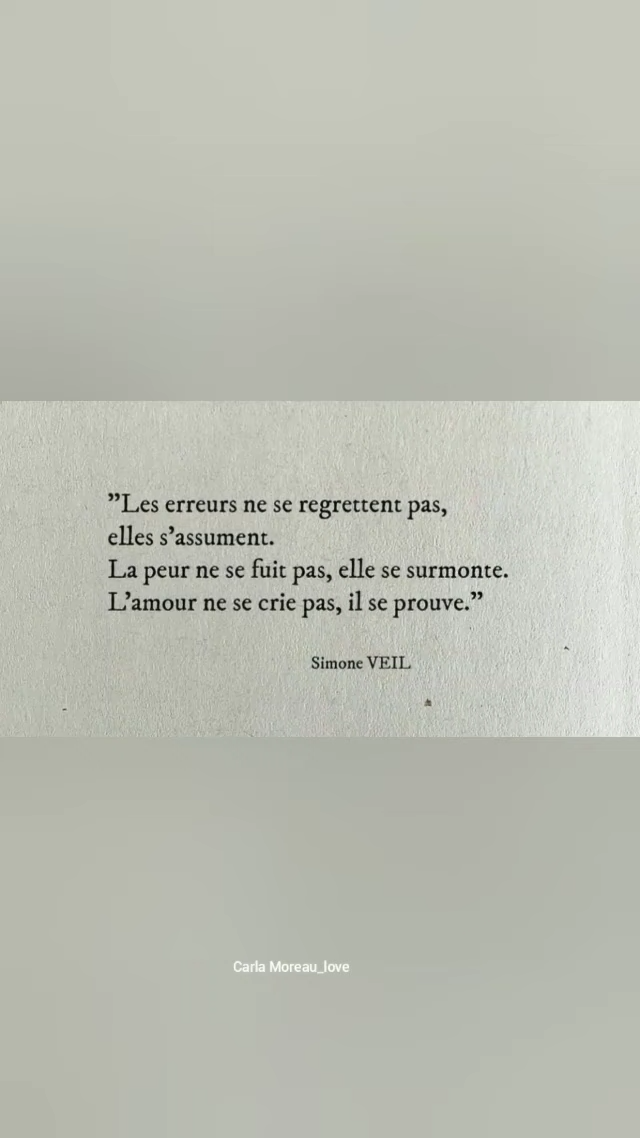 ”Les erreurs ne se regrettent pas,
elles s’assument.
La peur ne se fuit pas, elle se surmonte.
L’amour ne se crie pas, il se prouve.”
Simone VEIL
Carla Moreau_love